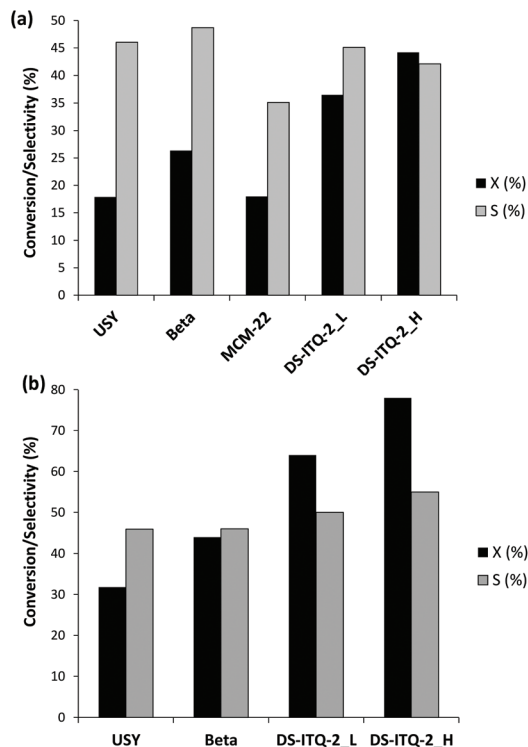 (a)
Conversion/Selectivity (%)
50
45
40
35
30
25
20
15
10
5
0
USY
Beta
MCM-22
DS-ITQ-2_L
DS-ITQ-2_H
X (%)
S (%)
(b)
Conversion/Selectivity (%)
80
70
60
50
40
30
20
10
0
USY
Beta
DS-ITQ-2_L
DS-ITQ-2_H
X (%)
S (%)